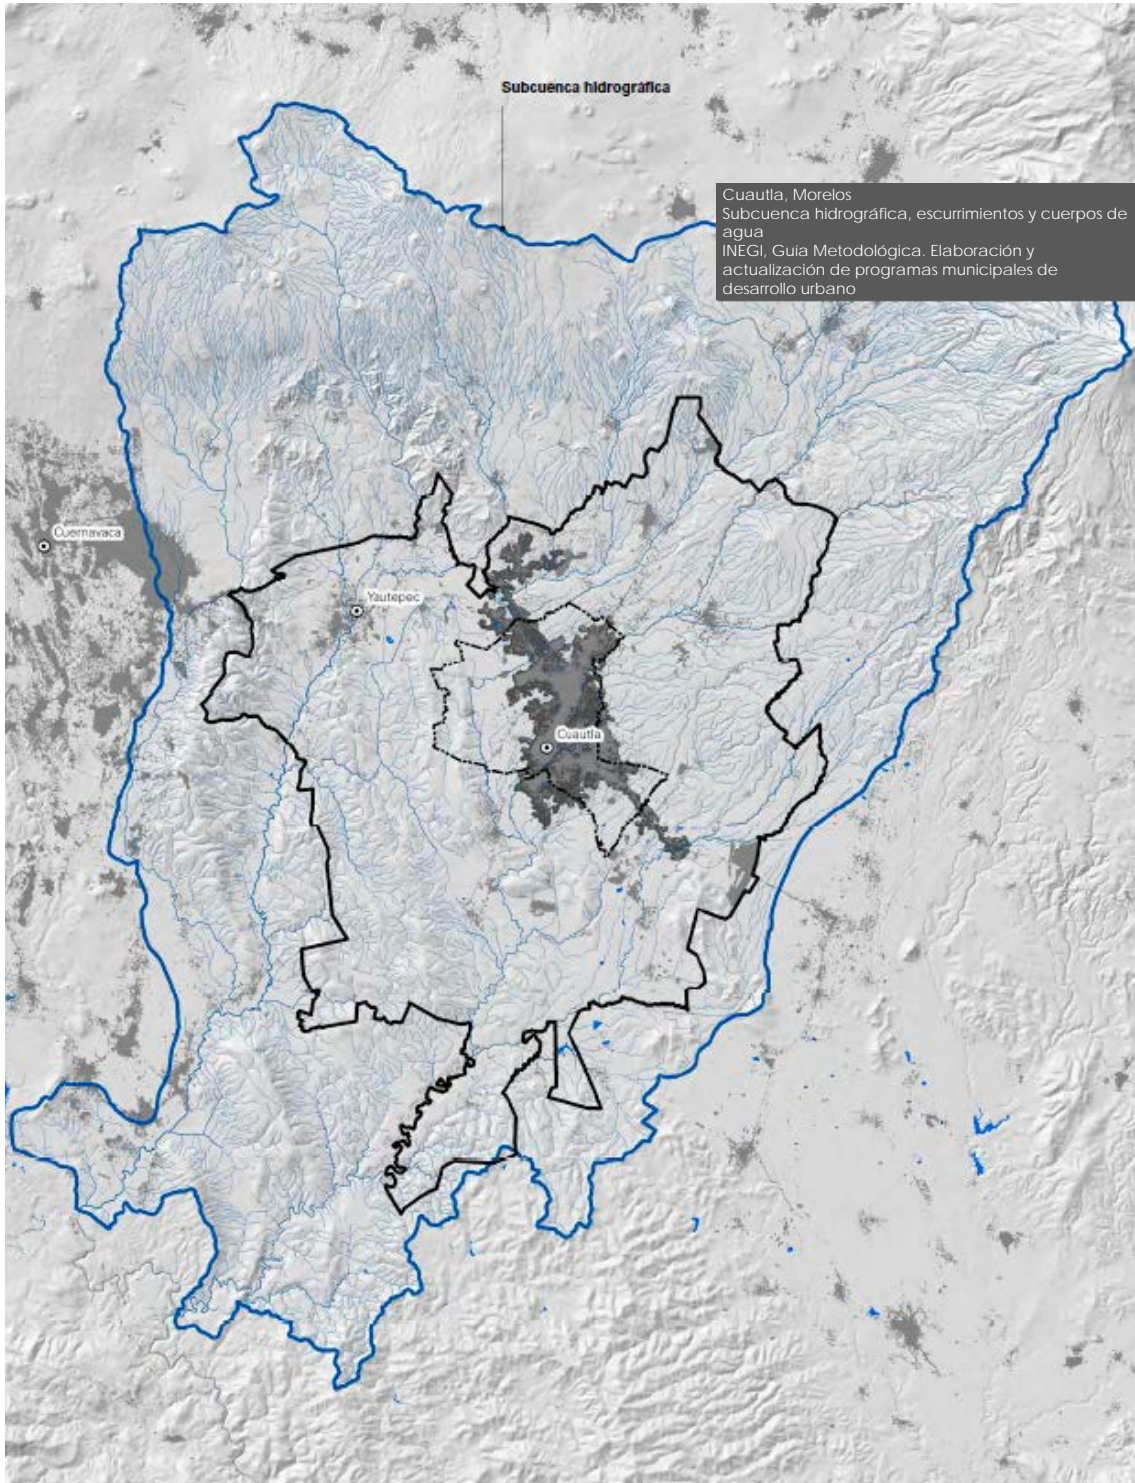 Subcuenca hidrográfica
Cuautla, Morelos
Subcuenca hidrográfica, escurrimientos y cuerpos de
agua
INEGI, Guía Metodológica. Elaboración y
actualización de programas municipales de
desarrollo urbano
Cuernavaca
Yautepec
Cuautla